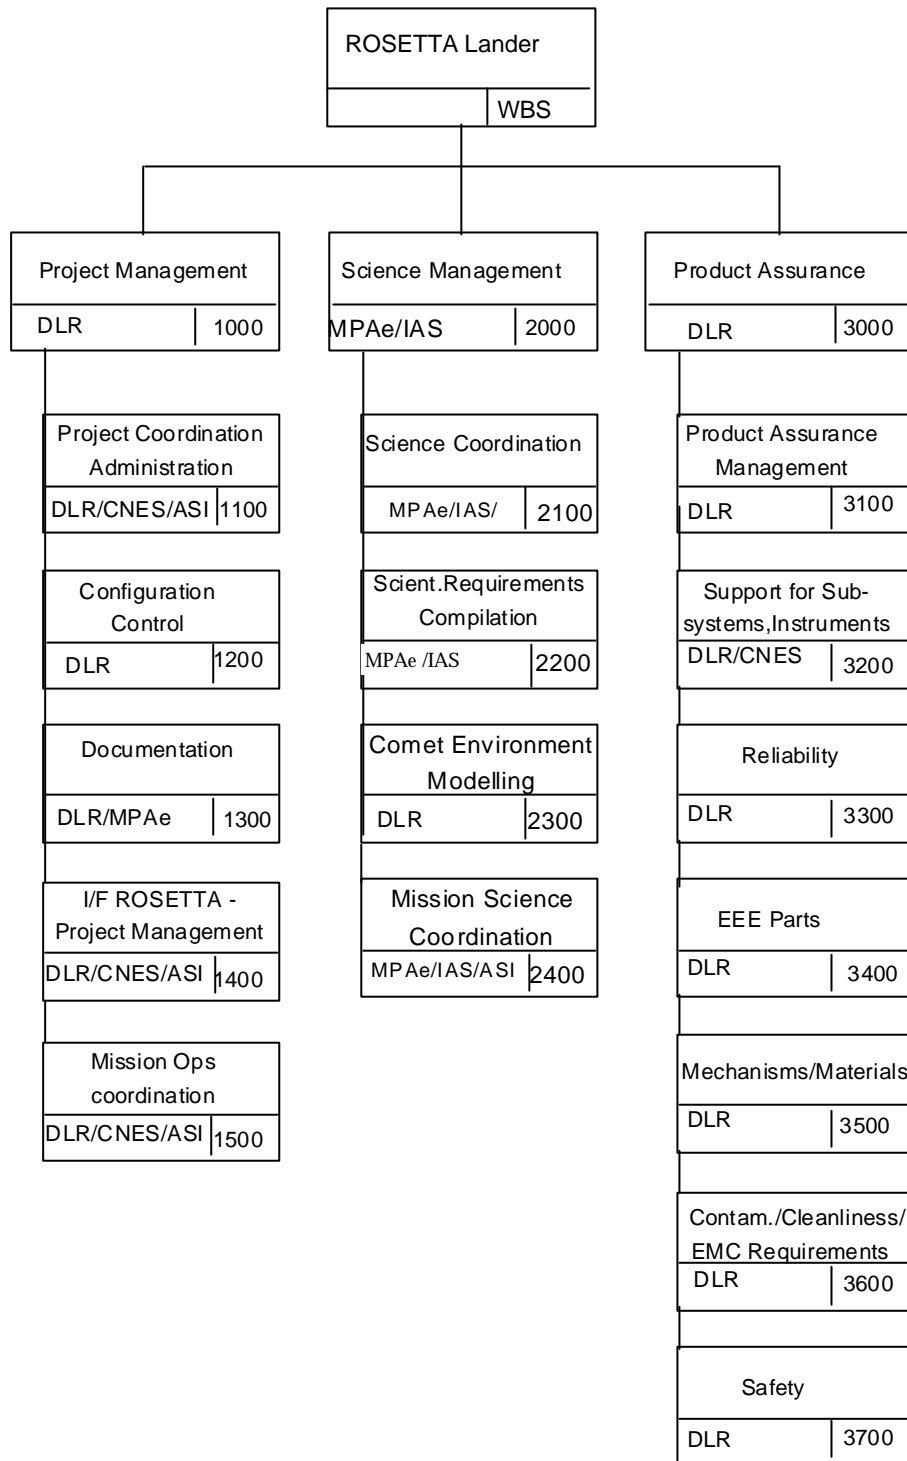 ROSETTA Lander
WBS
Project Management
DLR 1000
Project Coordination
Administration
DLR/CNES/ASI 1100
Configuration
Control
DLR 1200
Documentation
DLR/MPAe 1300
I/F ROSETTA -
Project Management
DLR/CNES/ASI 1400
Mission Ops
coordination
DLR/CNES/ASI 1500
Science Management
MPAe/IAS 2000
Science Coordination
MPAe/IAS/ 2100
Scient.Requirements
Compilation
MPAe /IAS 2200
Comet Environment
Modelling
DLR 2300
Mission Science
Coordination
MPAe/IAS/ASI 2400
Product Assurance
DLR 3000
Product Assurance
Management
DLR 3100
Support for Sub-
systems,Instruments
DLR/CNES 3200
Reliability
DLR 3300
EEE Parts
DLR 3400
Mechanisms/Materials
DLR 3500
Contam./Cleanliness/
EMC Requirements
DLR 3600
Safety
DLR 3700